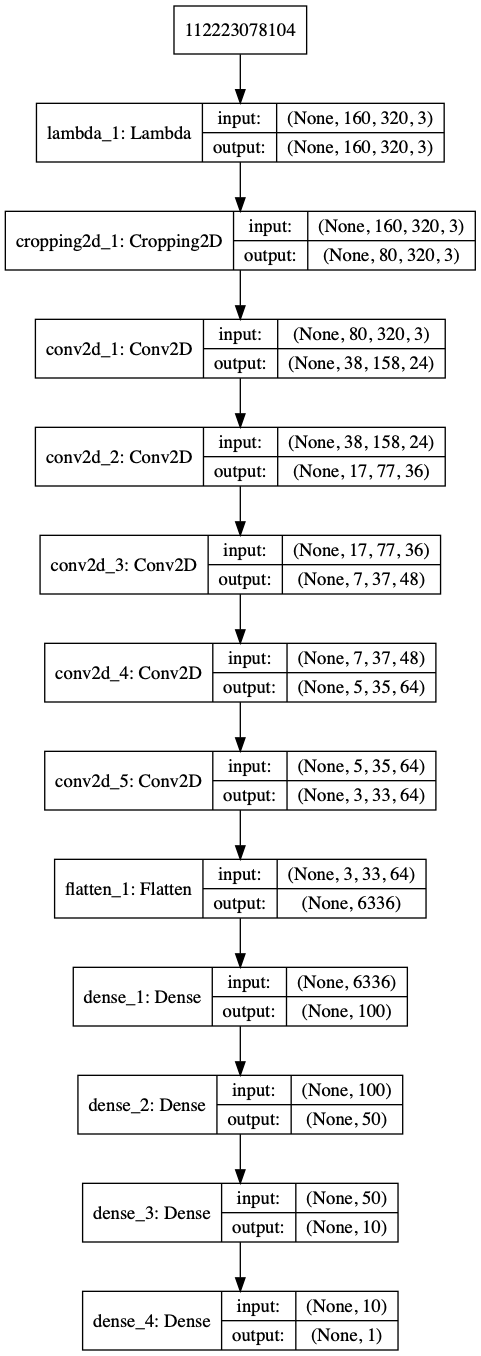 112223078104
lambda_1: Lambda
input: (None, 160, 320, 3)
output: (None, 160, 320, 3)
cropping2d_1: Cropping2D
input: (None, 160, 320, 3)
output: (None, 80, 320, 3)
conv2d_1: Conv2D
input: (None, 80, 320, 3)
output: (None, 38, 158, 24)
conv2d_2: Conv2D
input: (None, 38, 158, 24)
output: (None, 17, 77, 36)
conv2d_3: Conv2D
input: (None, 17, 77, 36)
output: (None, 7, 37, 48)
conv2d_4: Conv2D
input: (None, 7, 37, 48)
output: (None, 5, 35, 64)
conv2d_5: Conv2D
input: (None, 5, 35, 64)
output: (None, 3, 33, 64)
flatten_1: Flatten
input: (None, 3, 33, 64)
output: (None, 6336)
dense_1: Dense
input: (None, 6336)
output: (None, 100)
dense_2: Dense
input: (None, 100)
output: (None, 50)
dense_3: Dense
input: (None, 50)
output: (None, 10)
dense_4: Dense
input: (None, 10)
output: (None, 1)